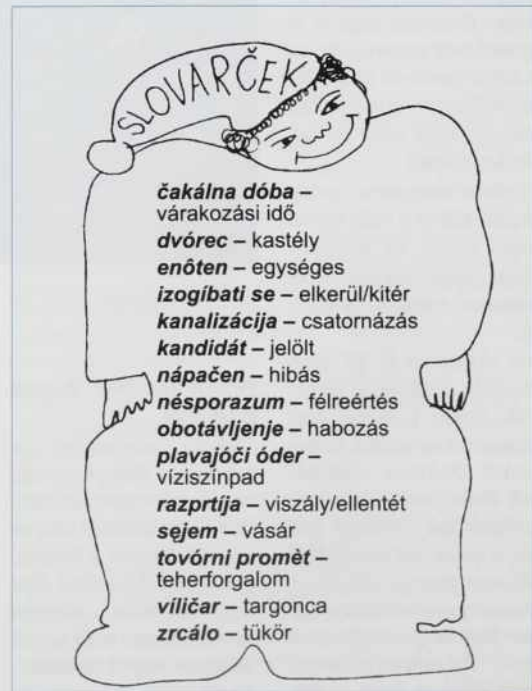 SLOVARČEK
čakálna dóba –
várakozási idő
dvórec – kastély
enôten – egységes
izogíbati se – elkerül/kitér
kanalizácija – csatornázás
kandidát – jelölt
nápačen – hibás
nésporazum – félreértés
obotávljenje – habozás
plavajóči óder –
víziszínpad
razprtíja – viszály/ellentét
sejem – vásár
tovórni promèt –
teherforgalom
víličar – targonca
zrcálo – tükör